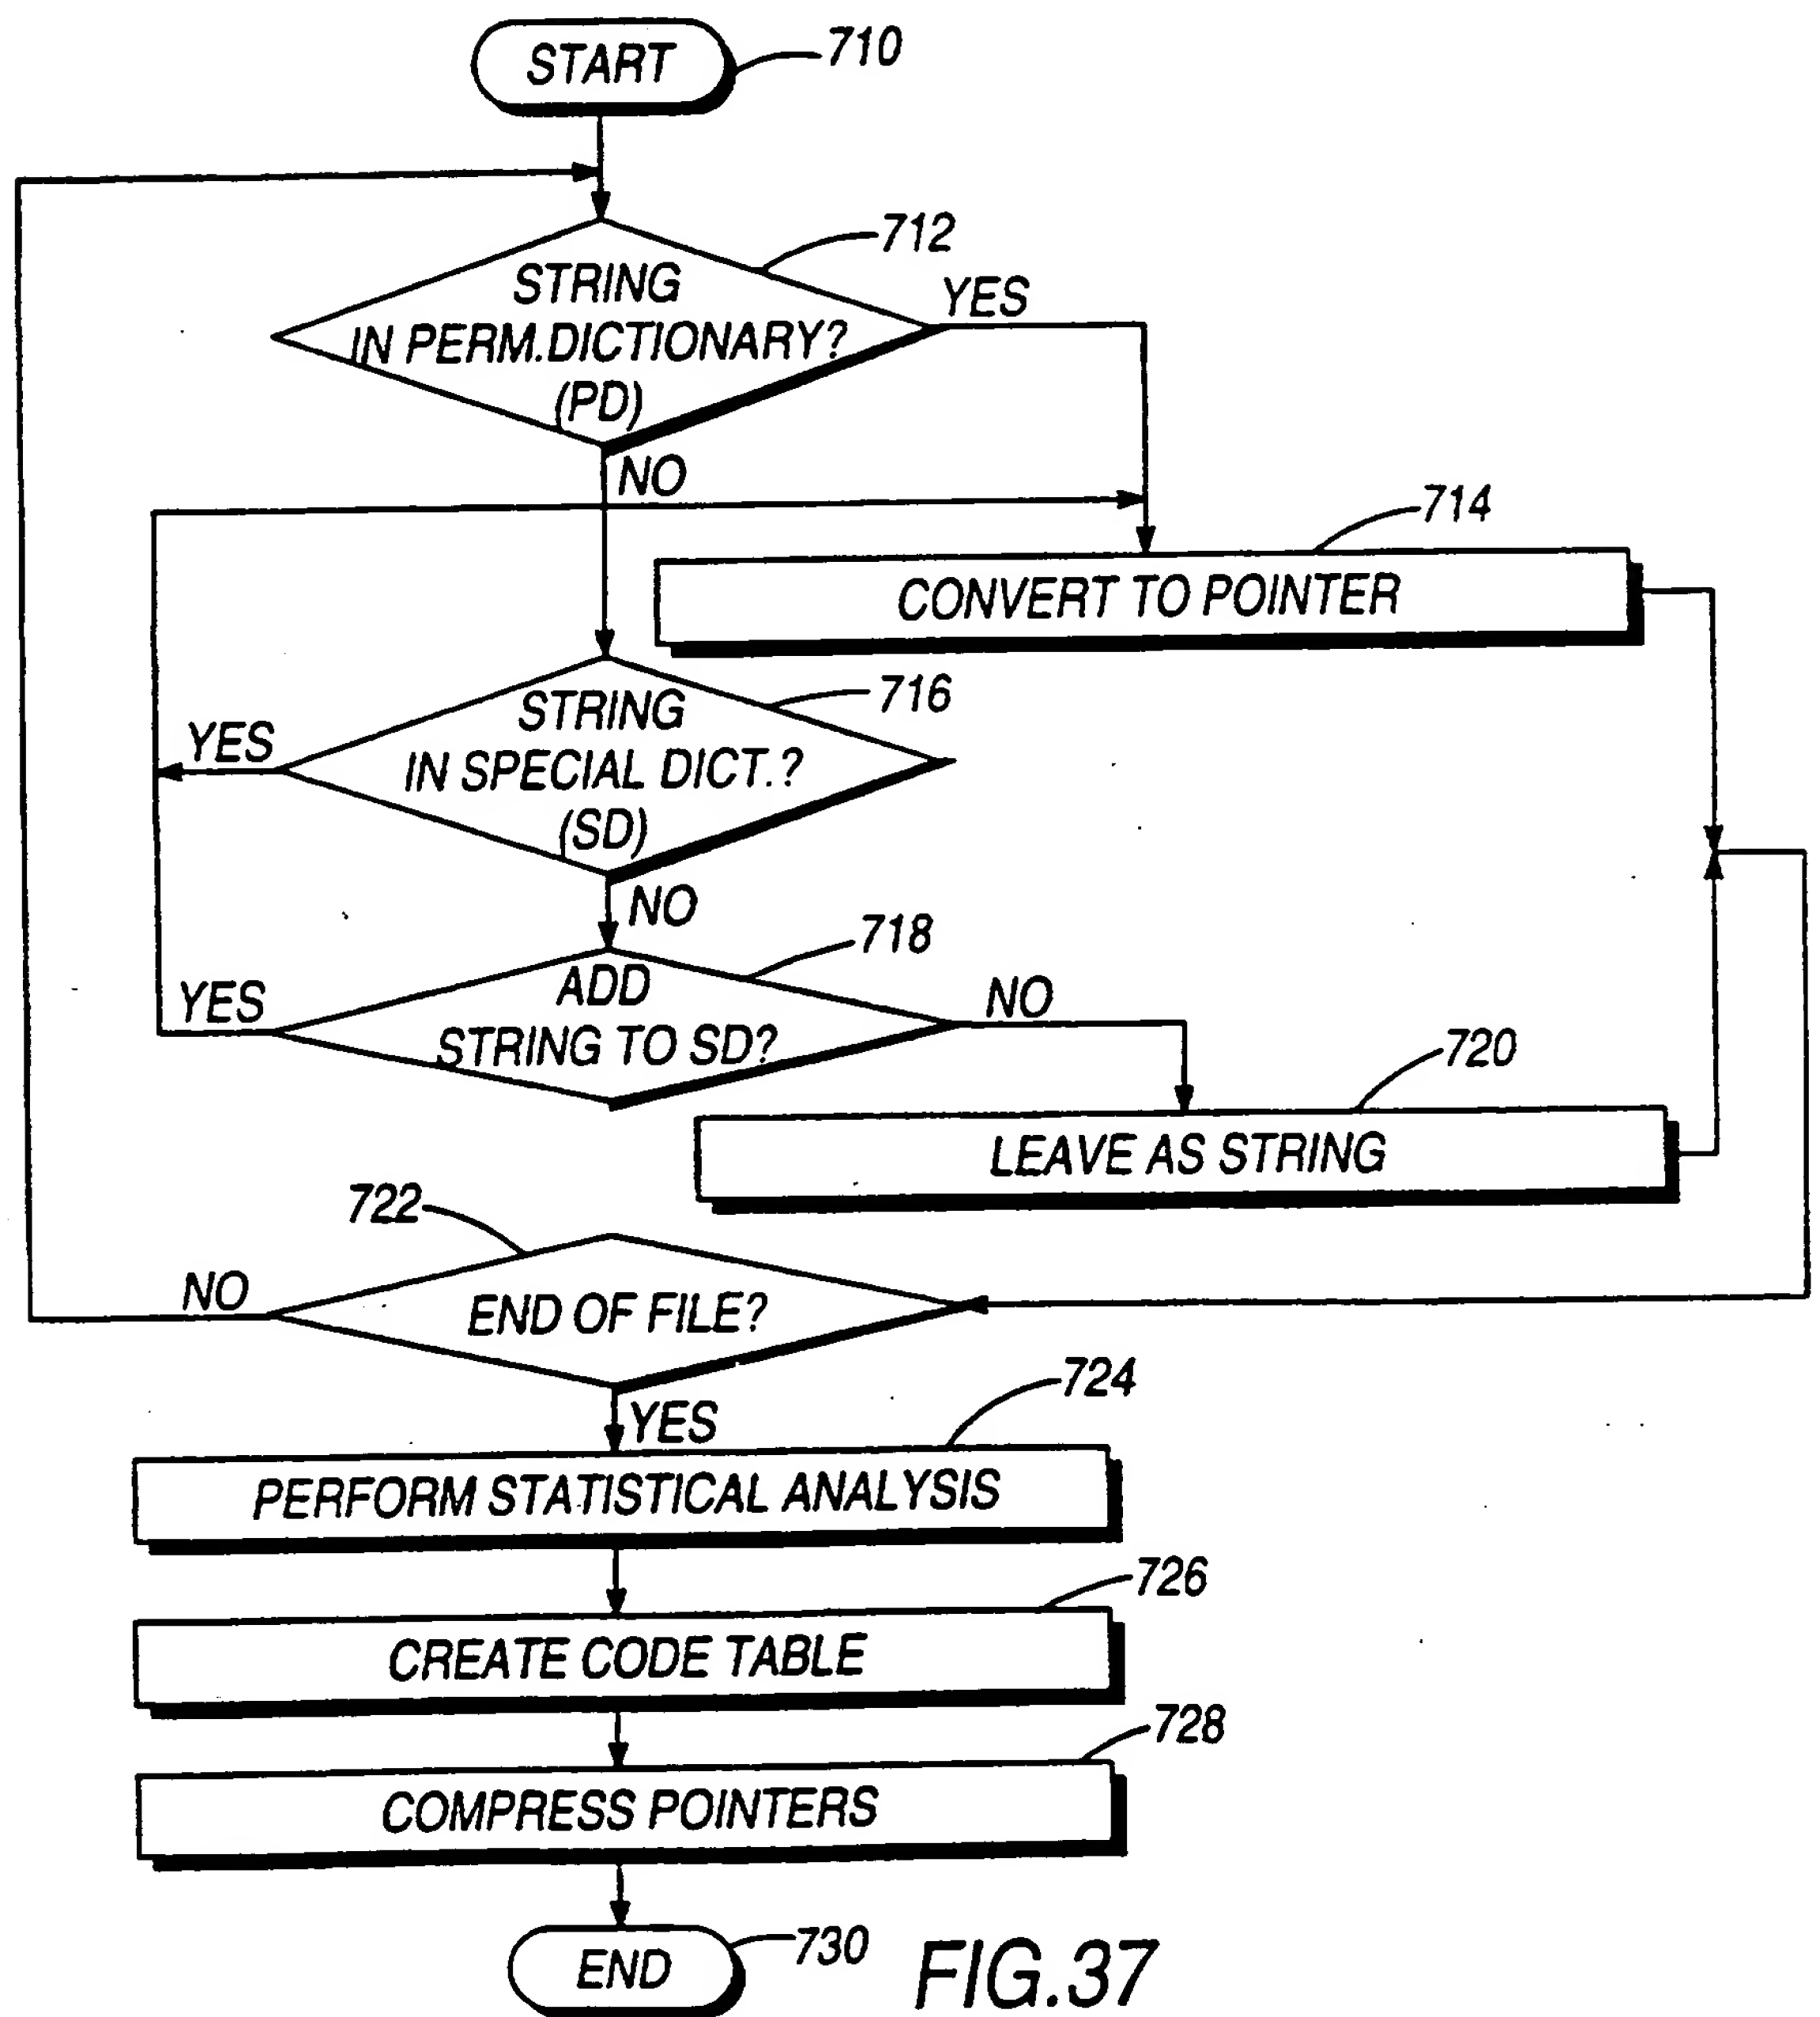 START
710
712
STRING
IN PERM.DICTIONARY?
(PD)
YES
NO
714
CONVERT TO POINTER
716
STRING
IN SPECIAL DICT.?
(SD)
YES
NO
718
ADD
STRING TO SD?
YES
NO
720
LEAVE AS STRING
722
END OF FILE?
NO
YES
724
PERFORM STATISTICAL ANALYSIS
726
CREATE CODE TABLE
728
COMPRESS POINTERS
END
730
FIG.37